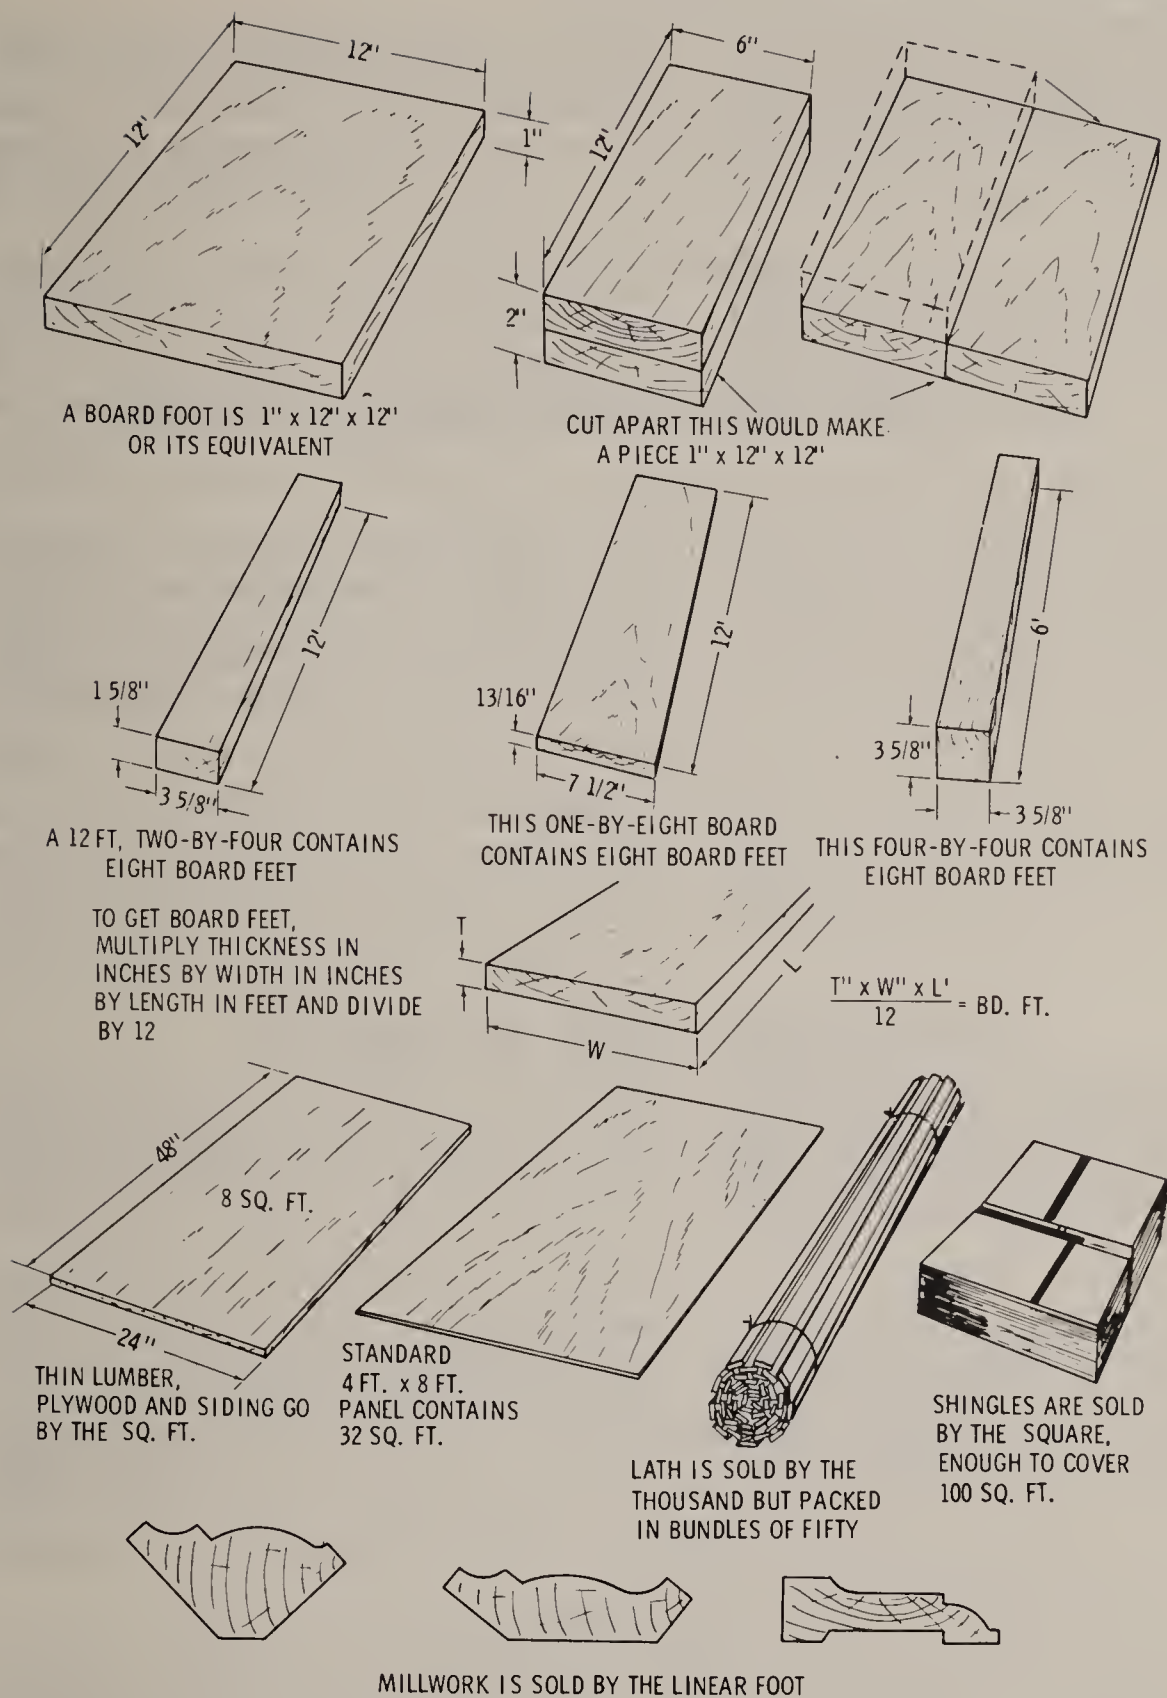 12"
12"
1"
A BOARD FOOT IS 1" x 12" x 12"
OR ITS EQUIVALENT
6"
12"
2"
CUT APART THIS WOULD MAKE
A PIECE 1" x 12" x 12"
12'
1 5/8"
3 5/8"
A 12 FT, TWO-BY-FOUR CONTAINS
EIGHT BOARD FEET
12'
13/16"
7 1/2"
THIS ONE-BY-EIGHT BOARD
CONTAINS EIGHT BOARD FEET
6'
3 5/8"
3 5/8"
THIS FOUR-BY-FOUR CONTAINS
EIGHT BOARD FEET
TO GET BOARD FEET,
MULTIPLY THICKNESS IN
INCHES BY WIDTH IN INCHES
BY LENGTH IN FEET AND DIVIDE
BY 12
T
L
W
T" x W" x L'
12
= BD. FT.
48"
8 SQ. FT.
24"
THIN LUMBER,
PLYWOOD AND SIDING GO
BY THE SQ. FT.
STANDARD
4 FT. x 8 FT.
PANEL CONTAINS
32 SQ. FT.
LATH IS SOLD BY THE
THOUSAND BUT PACKED
IN BUNDLES OF FIFTY
SHINGLES ARE SOLD
BY THE SQUARE,
ENOUGH TO COVER
100 SQ. FT.
MILLWORK IS SOLD BY THE LINEAR FOOT